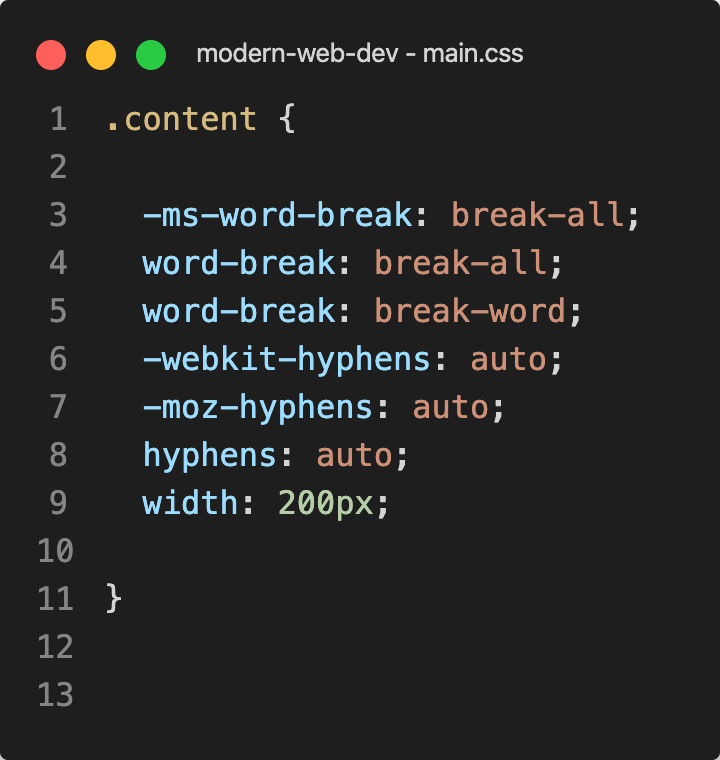 modern-web-dev - main.css
1 .content {
2
3 -ms-word-break: break-all;
4 word-break: break-all;
5 word-break: break-word;
6 -webkit-hyphens: auto;
7 -moz-hyphens: auto;
8 hyphens: auto;
9 width: 200px;
10
11 }
12
13